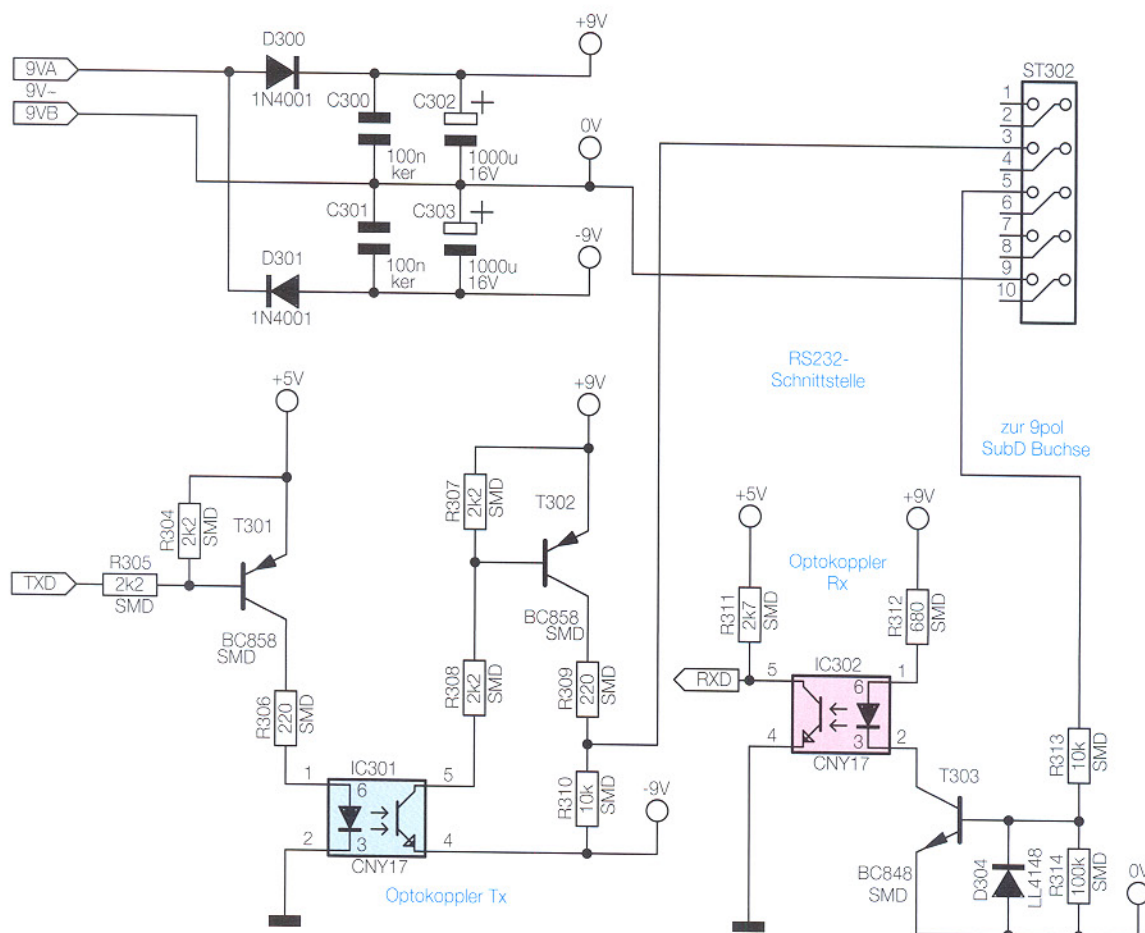 9VA
9V~
9VB
D300
1N4001
D301
1N4001
C300
100n
ker
C302
+
1000u
16V
C301
100n
ker
C303
+
1000u
16V
+9V
0V
-9V
ST302
1
2
3
4
5
6
7
8
9
10
RS232-
Schnittstelle
zur 9pol
SubD Buchse
+5V
R304
2k2
SMD
T301
TXD
R305
2k2
SMD
BC858
SMD
R306
220
SMD
1
2
IC301
6
3
CNY17
5
4
Optokoppler Tx
+9V
R307
2k2
SMD
T302
BC858
SMD
R308
2k2
SMD
R309
220
SMD
R310
10k
SMD
-9V
+5V
R311
2k7
SMD
RXD
Optokoppler
Rx
+9V
R312
680
SMD
5
4
IC302
6
3
CNY17
1
2
T303
BC848
SMD
D304
LL4148
R313
10k
SMD
R314
100k
SMD
0V